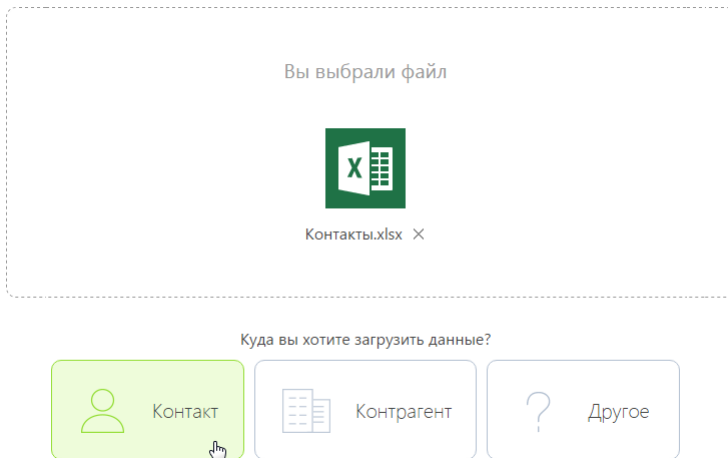 Вы выбрали файл
X
Контакты.xlsx
Куда вы хотите загрузить данные?
Контакт
Контрагент
? Другое